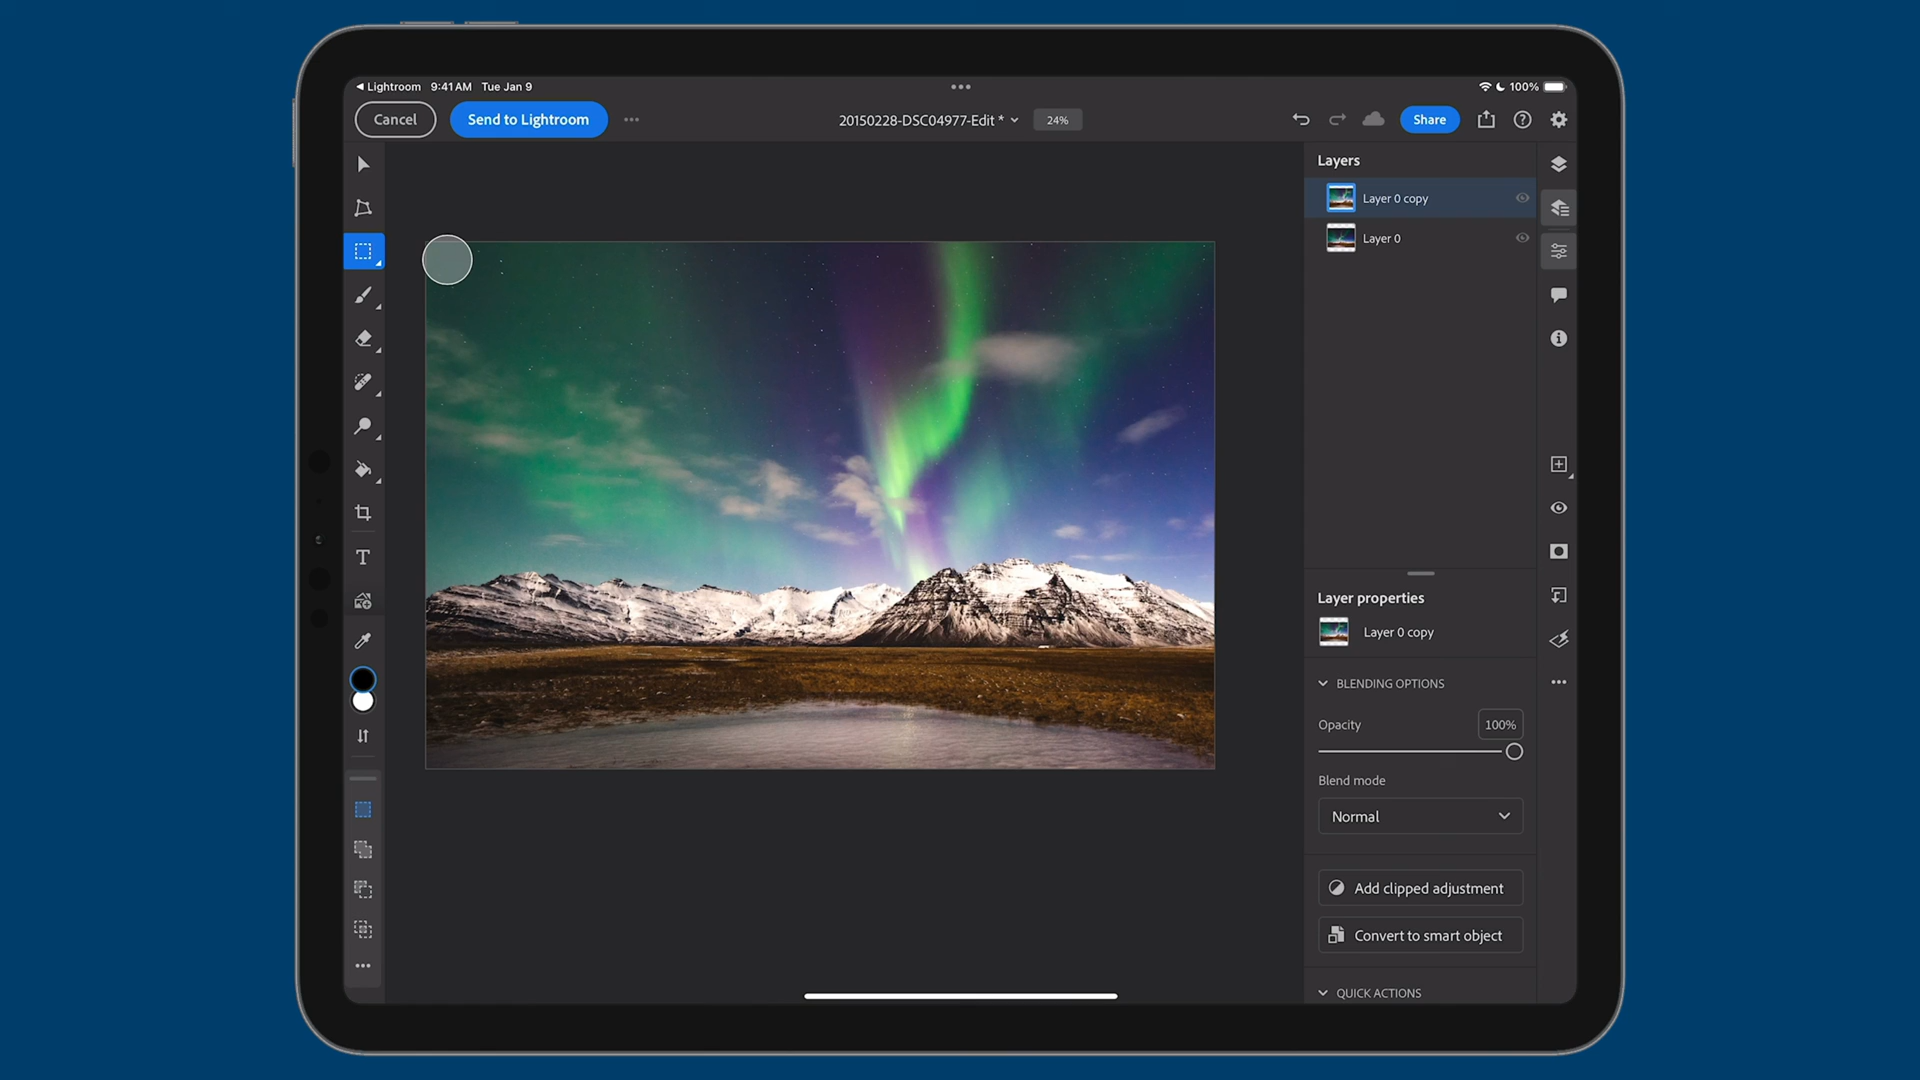 Lightroom 9:41 AM Tue Jan 9
100%
Cancel
Send to Lightroom
20150228-DSC04977-Edit *
24%
Share
Layers
Layer 0 copy
Layer 0
T
Layer properties
Layer 0 copy
BLENDING OPTIONS
Opacity
100%
Blend mode
Normal
Add clipped adjustment
Convert to smart object
QUICK ACTIONS